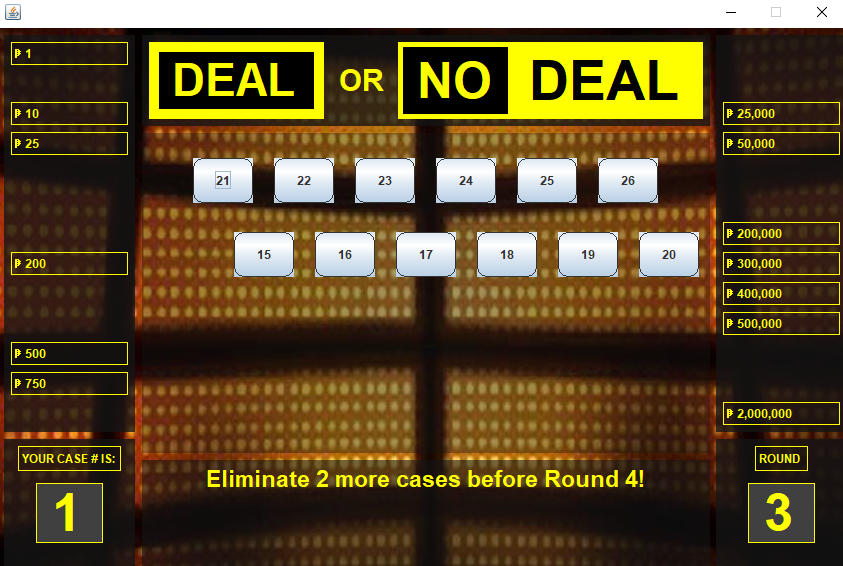 DEAL OR NO DEAL
₱ 1
₱ 10
₱ 25
₱ 200
₱ 500
₱ 750
21 22 23 24 25 26
15 16 17 18 19 20
₱ 25,000
₱ 50,000
₱ 200,000
₱ 300,000
₱ 400,000
₱ 500,000
₱ 2,000,000
YOUR CASE # IS:
1
Eliminate 2 more cases before Round 4!
ROUND
3